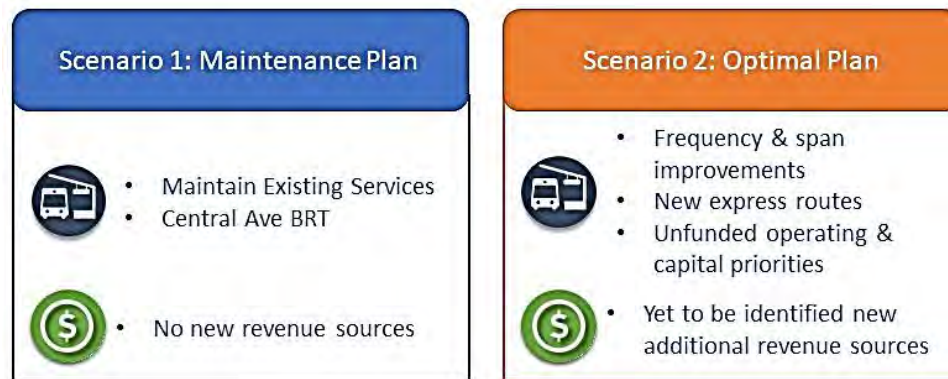 Scenario 1: Maintenance Plan
• Maintain Existing Services
• Central Ave BRT
$
• No new revenue sources
Scenario 2: Optimal Plan
• Frequency & span
improvements
• New express routes
• Unfunded operating &
capital priorities
$
• Yet to be identified new
additional revenue sources